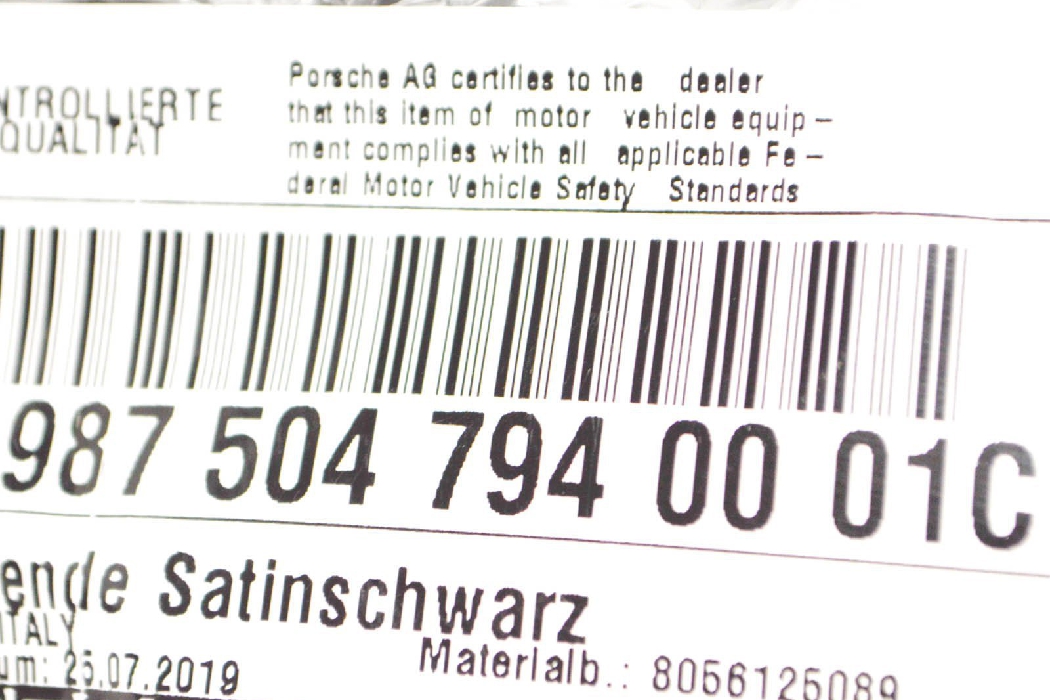 NTROLLIERTE
QUALITÄT
Porsche AG certifies to the dealer
that this item of motor vehicle equip-
ment complies with all applicable Fe-
deral Motor Vehicle Safety Standards
987 504 794 00 01C
ende Satinschwarz
ITALY
um: 25.07.2019
Materialb.: 8056125089